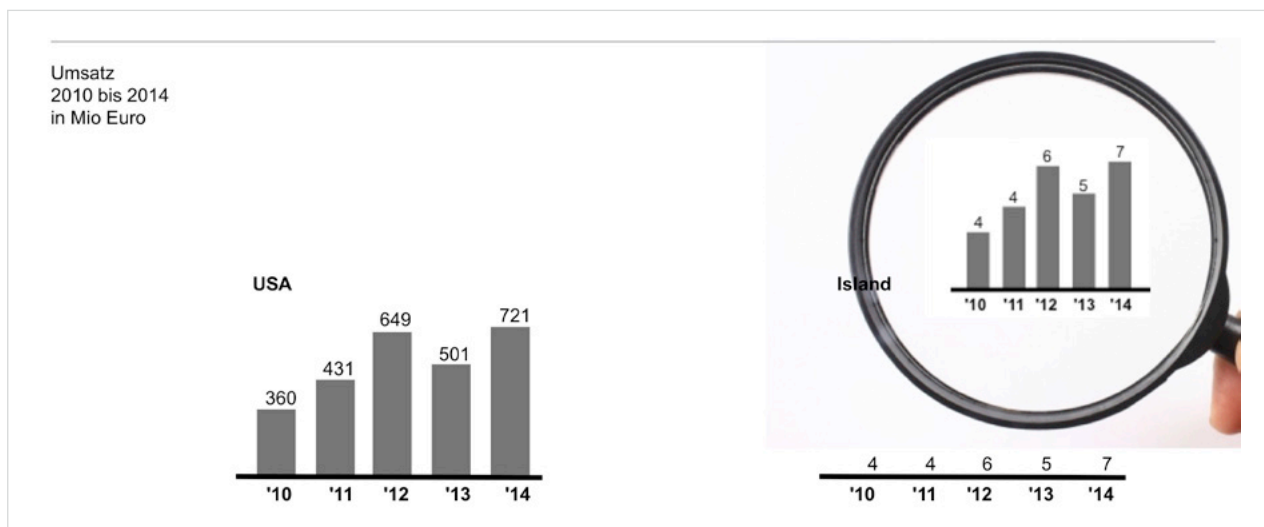 Umsatz
2010 bis 2014
in Mio Euro
USA
360 431 649 501 721
'10 '11 '12 '13 '14
Island
4 4 6 5 7
'10 '11 '12 '13 '14
4 4 6 5 7
'10 '11 '12 '13 '14